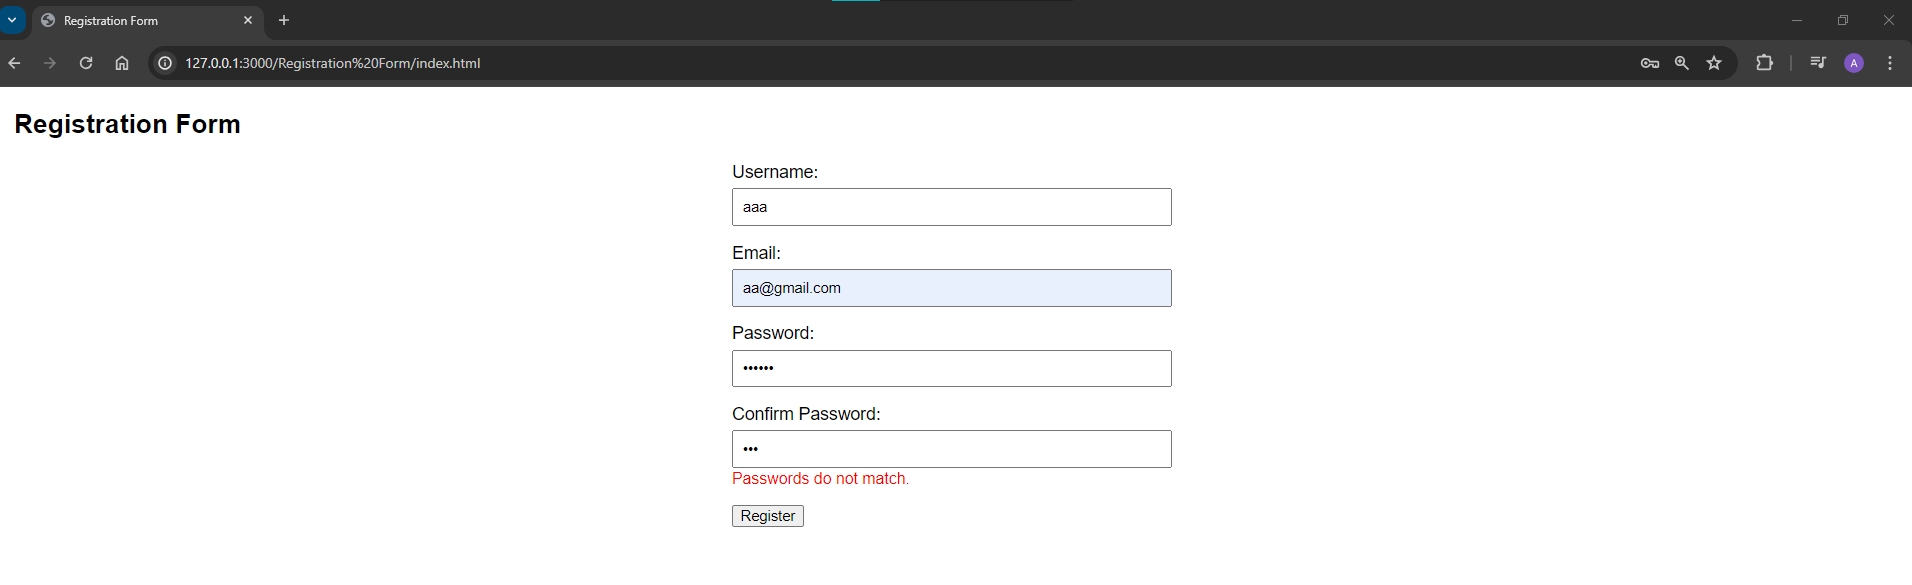 Registration Form
127.0.0.1:3000/Registration%20Form/index.html
A
Registration Form
Username:
aaa
Email:
aa@gmail.com
Password:
••••••
Confirm Password:
•••
Passwords do not match.
Register